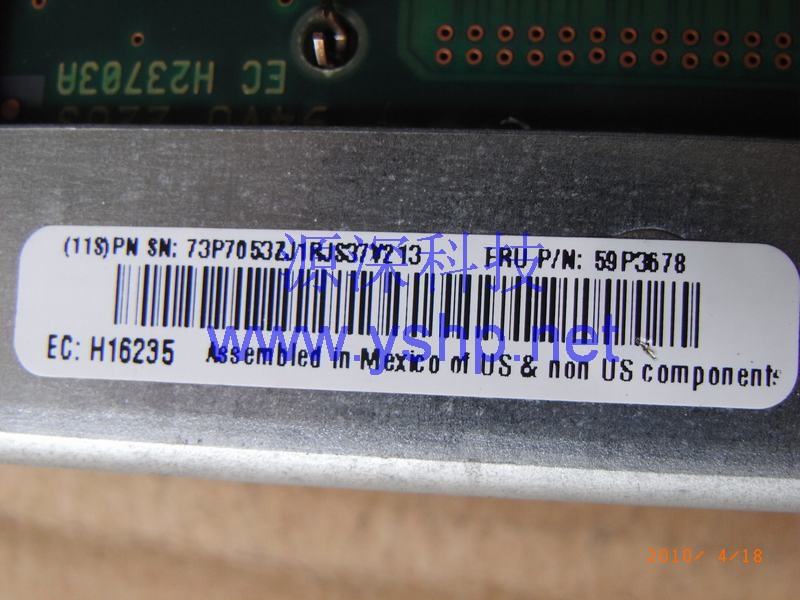 EC H23703A
(11S)PN SN: 73P7053ZJ1RJS37Y213 FRU P/N: 59P3678
源深科技
www.yshp.net
EC: H16235 Assembled in Mexico of US & non US components
2010/ 4/18